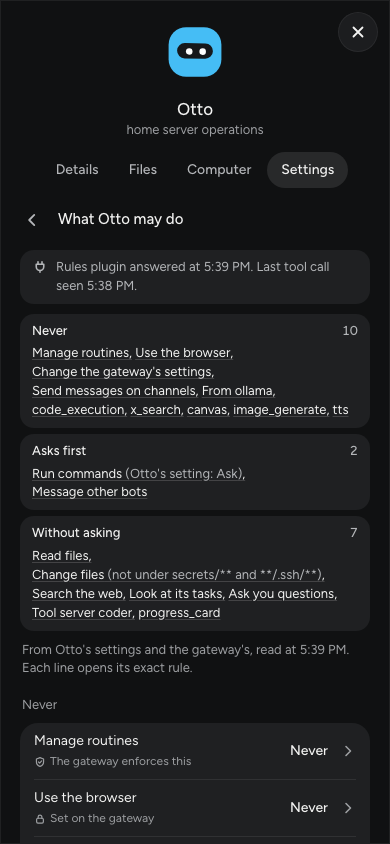 Otto
home server operations
Details Files Computer Settings
What Otto may do
Rules plugin answered at 5:39 PM. Last tool call
seen 5:38 PM.
Never 10
Manage routines, Use the browser,
Change the gateway's settings,
Send messages on channels, From ollama,
code_execution, x_search, canvas, image_generate, tts
Asks first 2
Run commands (Otto's setting: Ask),
Message other bots
Without asking 7
Read files,
Change files (not under secrets/** and **/.ssh/**),
Search the web, Look at its tasks, Ask you questions,
Tool server coder, progress_card
From Otto's settings and the gateway's, read at 5:39 PM.
Each line opens its exact rule.
Never
Manage routines Never
The gateway enforces this
Use the browser Never
Set on the gateway